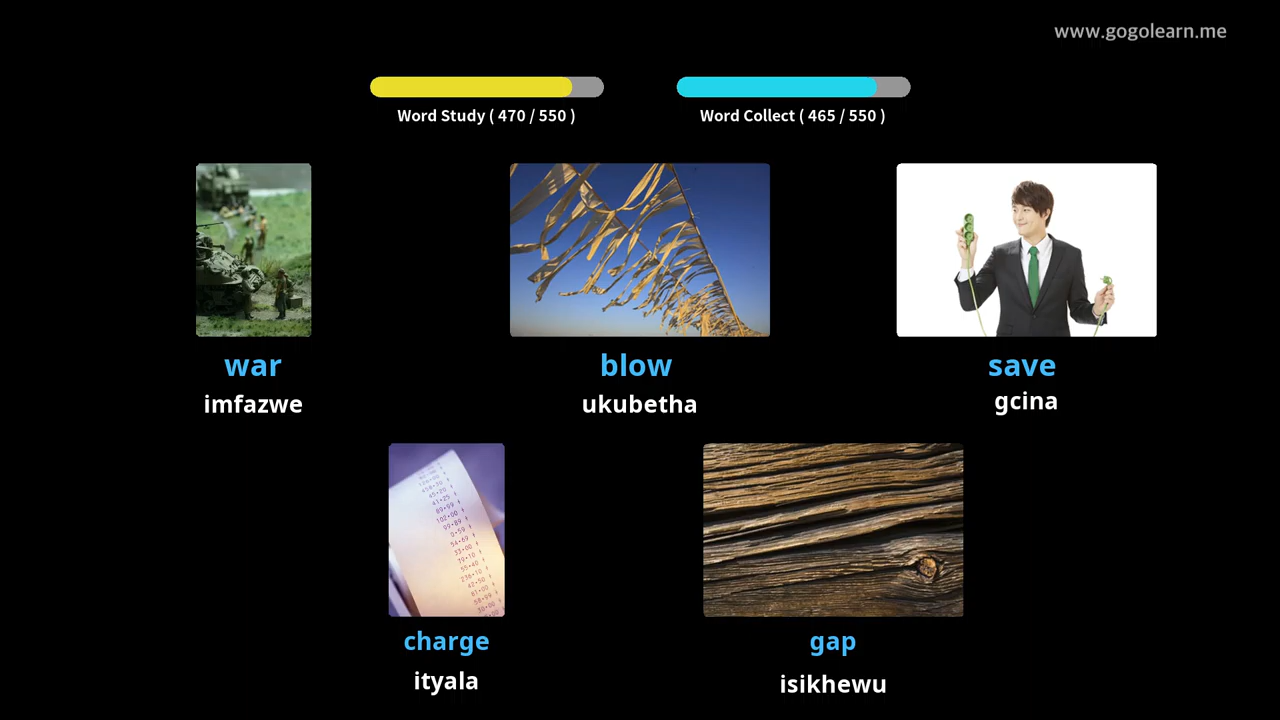 www.gogolearn.me
Word Study ( 470 / 550 )
Word Collect ( 465 / 550 )
war
blow
save
imfazwe
ukubetha
gcina
charge
gap
ityala
isikhewu